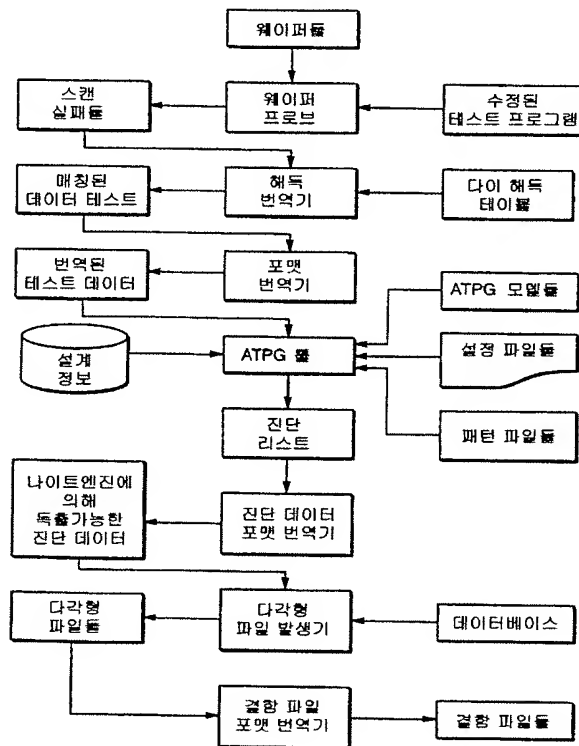 웨이퍼들
스캔
실패들
웨이퍼
프로브
수정된
테스트 프로그램
매칭된
데이터 테스트
해독
번역기
다이 해독
테이블
번역된
테스트 데이터
포맷
번역기
ATPG 모델들
설계
정보
ATPG 툴
설정 파일들
진단
리스트
패턴 파일들
나이트엔진에
의해
독출가능한
진단 데이터
진단 데이터
포맷 번역기
다각형
파일들
다각형
파일 발생기
데이터베이스
결함 파일
포맷 번역기
결함 파일들